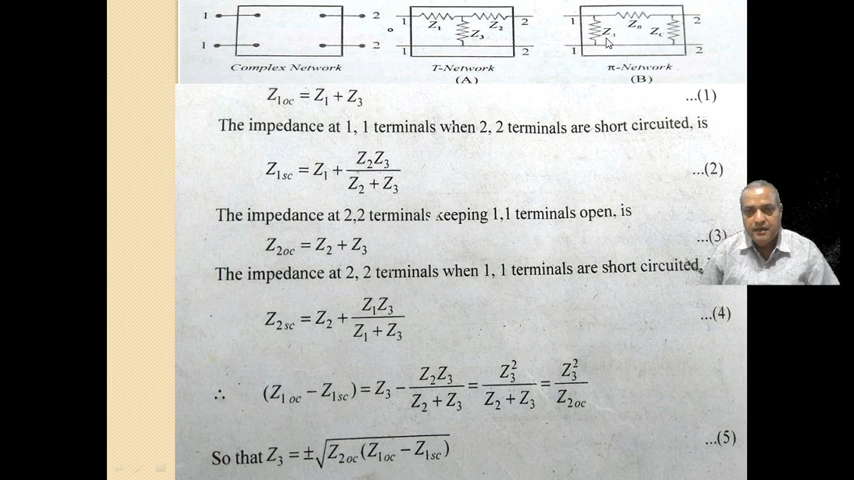 1 2 1 Z₁ Z₂ 2 1 Zₙ 2
Z₃ Z꜀
1 2 1 2 1 2
Complex Network T-Network π-Network
(A) (B)
Z₁oc = Z₁ + Z₃ ...(1)
The impedance at 1, 1 terminals when 2, 2 terminals are short circuited, is
Z₁sc = Z₁ + Z₂Z₃ / (Z₂ + Z₃) ...(2)
The impedance at 2,2 terminals keeping 1,1 terminals open, is
Z₂oc = Z₂ + Z₃ ...(3)
The impedance at 2, 2 terminals when 1, 1 terminals are short circuited,
Z₂sc = Z₂ + Z₁Z₃ / (Z₁ + Z₃) ...(4)
∴ (Z₁oc − Z₁sc) = Z₃ − Z₂Z₃ / (Z₂ + Z₃) = Z₃² / (Z₂ + Z₃) = Z₃² / Z₂oc
So that Z₃ = ±√(Z₂oc (Z₁oc − Z₁sc)) ...(5)